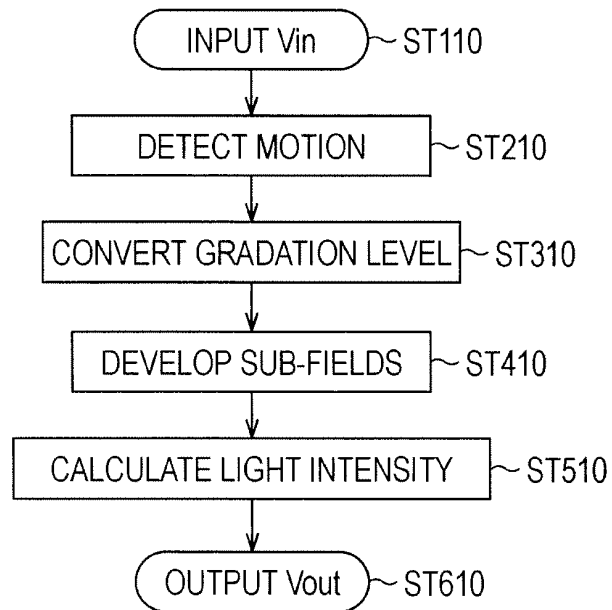 INPUT Vin ST110
DETECT MOTION ST210
CONVERT GRADATION LEVEL ST310
DEVELOP SUB-FIELDS ST410
CALCULATE LIGHT INTENSITY ST510
OUTPUT Vout ST610